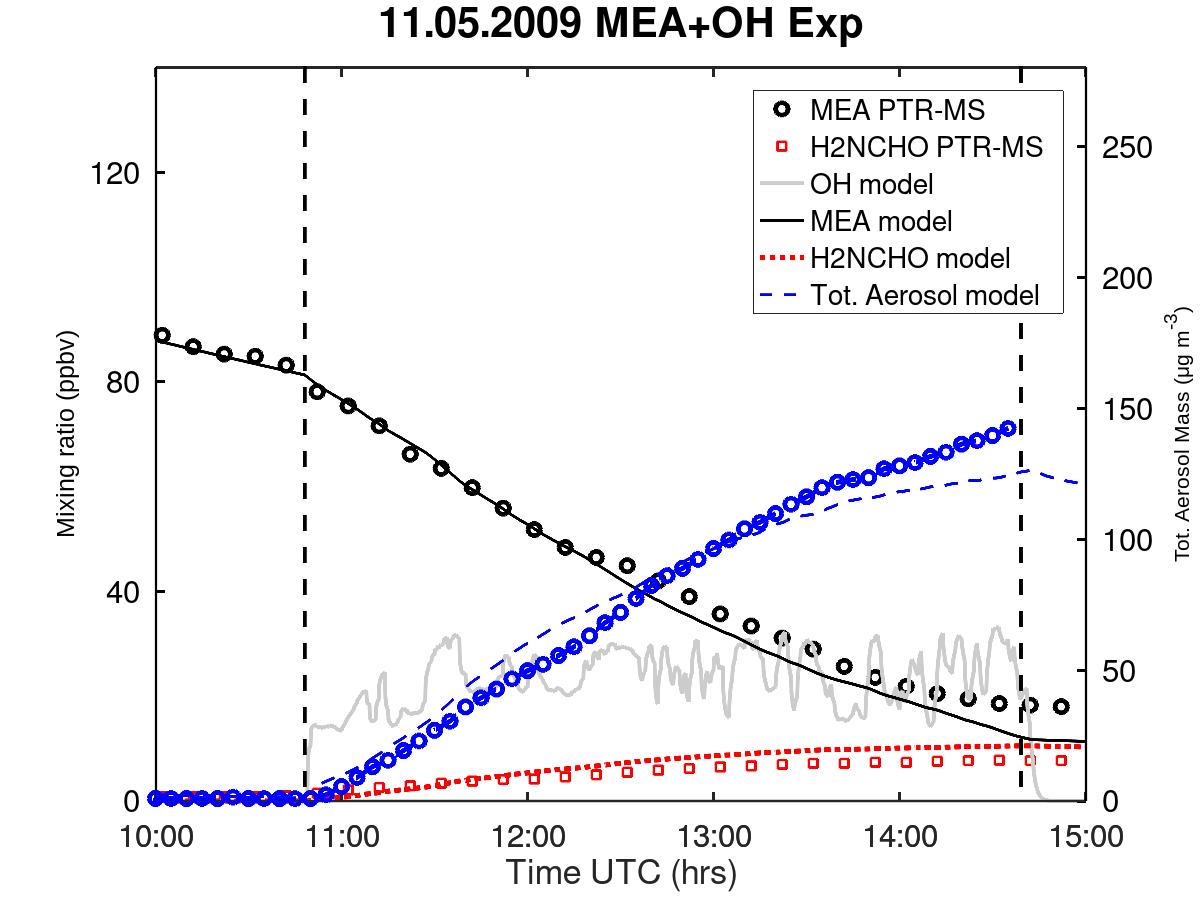 11.05.2009 MEA+OH Exp
MEA PTR-MS
H2NCHO PTR-MS
OH model
MEA model
H2NCHO model
Tot. Aerosol model
Mixing ratio (ppbv)
120
80
40
0
250
200
150
100
50
0
Tot. Aerosol Mass (μg m-3)
10:00 11:00 12:00 13:00 14:00 15:00
Time UTC (hrs)